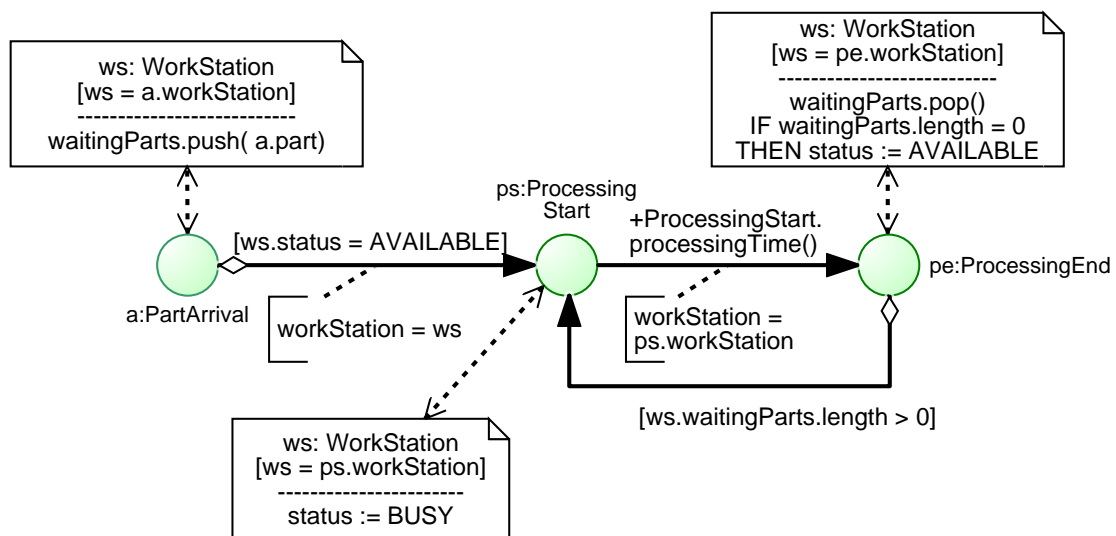 ws: WorkStation
[ws = a.workStation]
--------------------------
waitingParts.push( a.part)
ws: WorkStation
[ws = pe.workStation]
--------------------------
waitingParts.pop()
IF waitingParts.length = 0
THEN status := AVAILABLE
ps:Processing
Start
[ws.status = AVAILABLE]
+ProcessingStart.
processingTime()
a:PartArrival
pe:ProcessingEnd
workStation = ws
workStation =
ps.workStation
[ws.waitingParts.length > 0]
ws: WorkStation
[ws = ps.workStation]
----------------------
status := BUSY